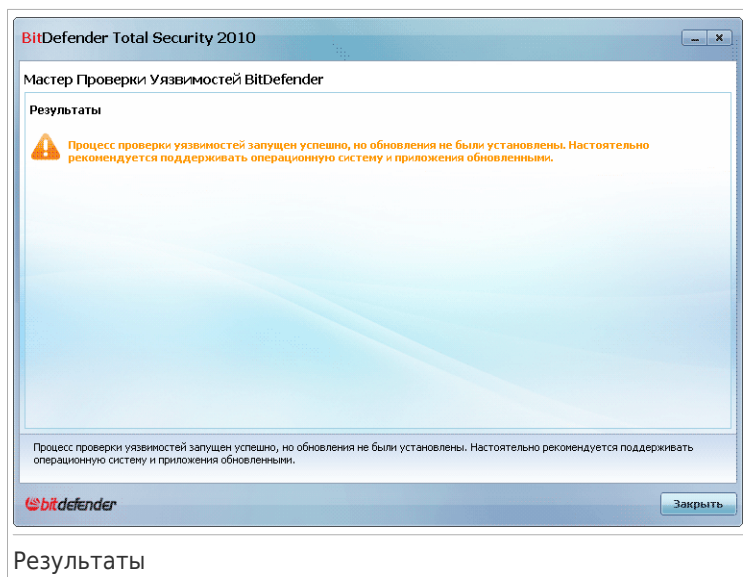 BitDefender Total Security 2010
Мастер Проверки Уязвимостей BitDefender
Результаты
Процесс проверки уязвимостей запущен успешно, но обновления не были установлены. Настоятельно
рекомендуется поддерживать операционную систему и приложения обновленными.
Процесс проверки уязвимостей запущен успешно, но обновления не были установлены. Настоятельно рекомендуется поддерживать
операционную систему и приложения обновленными.
bitdefender
Закрыть
Результаты